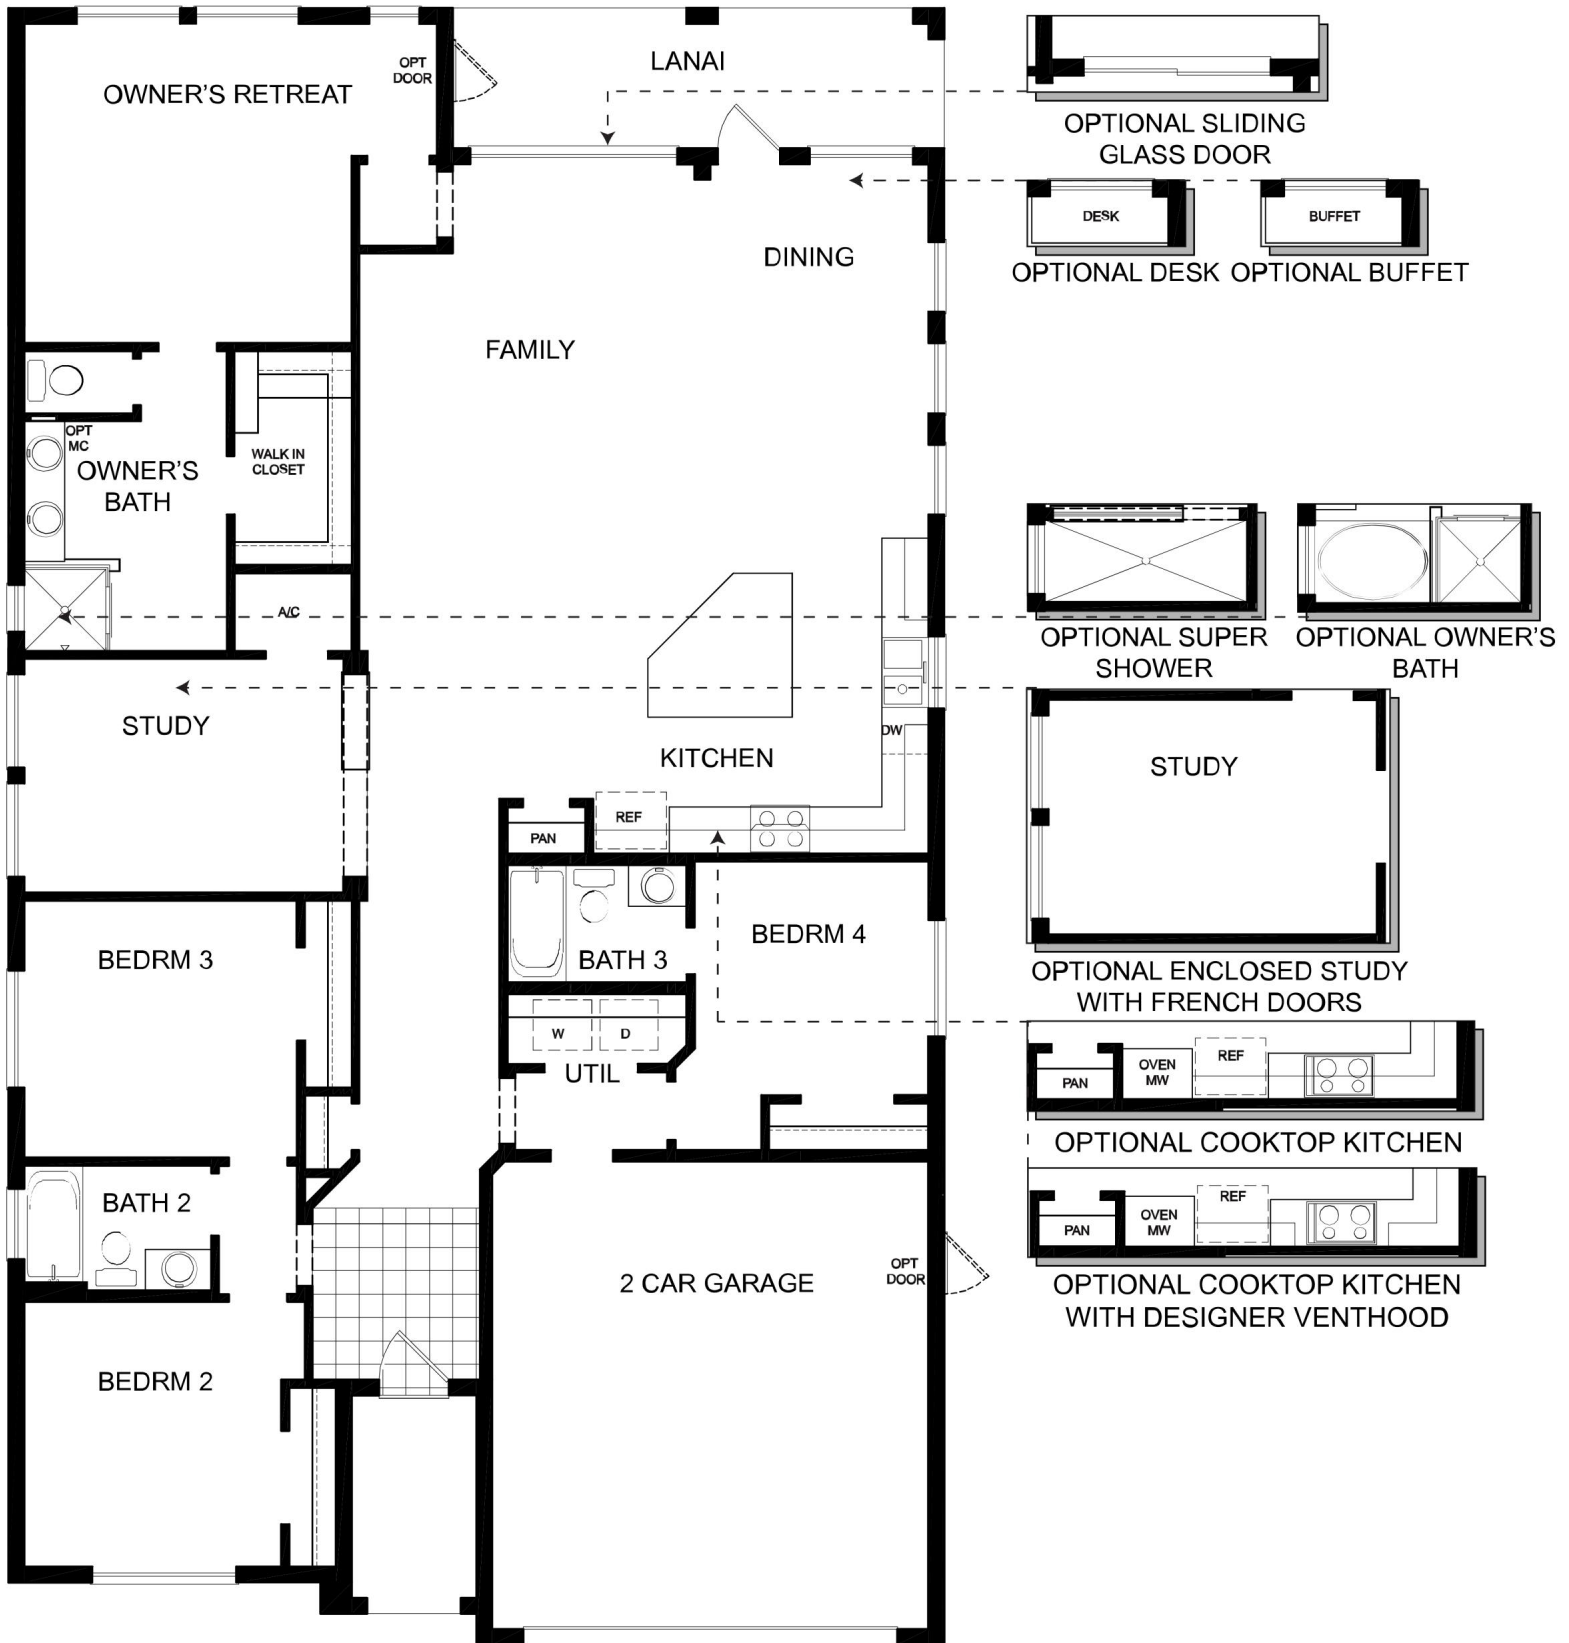 OPT
DOOR
LANAI
OWNER'S RETREAT
OPTIONAL SLIDING
GLASS DOOR
DESK
BUFFET
OPTIONAL DESK
OPTIONAL BUFFET
DINING
FAMILY
OPT
MC
OWNER'S
BATH
WALK IN
CLOSET
A/C
OPTIONAL SUPER
SHOWER
OPTIONAL OWNER'S
BATH
STUDY
DW
KITCHEN
STUDY
REF
PAN
BEDRM 3
BATH 3
BEDRM 4
OPTIONAL ENCLOSED STUDY
WITH FRENCH DOORS
W
D
UTIL
PAN
OVEN
MW
REF
OPTIONAL COOKTOP KITCHEN
BATH 2
PAN
OVEN
MW
REF
2 CAR GARAGE
OPT
DOOR
OPTIONAL COOKTOP KITCHEN
WITH DESIGNER VENTHOOD
BEDRM 2